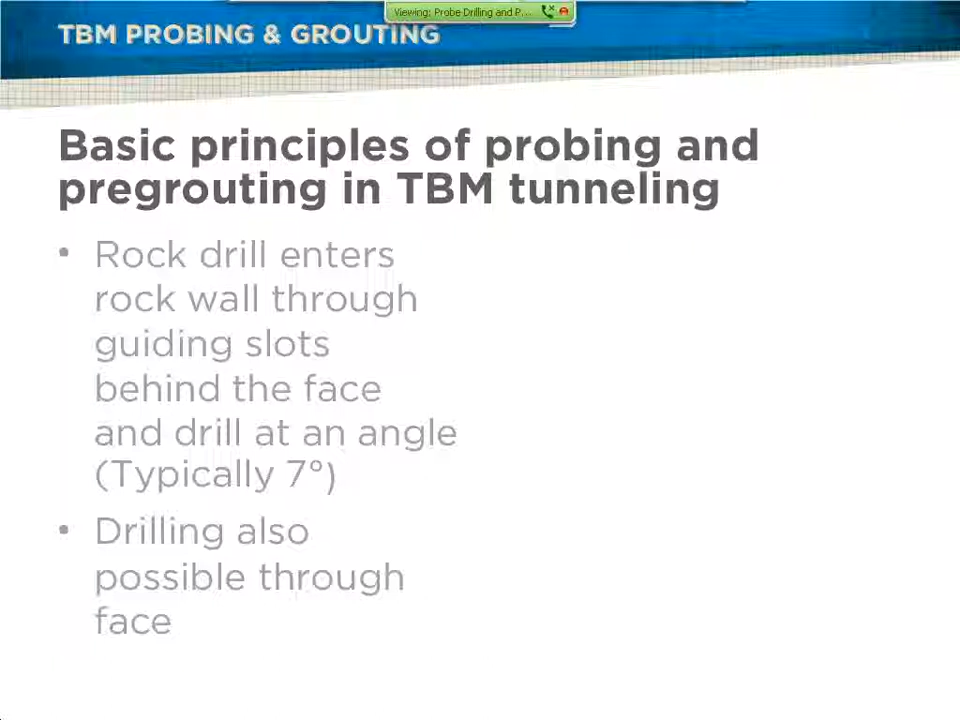 Viewing: Probe Drilling and P...
TBM PROBING & GROUTING
Basic principles of probing and
pregrouting in TBM tunneling
• Rock drill enters
rock wall through
guiding slots
behind the face
and drill at an angle
(Typically 7°)
• Drilling also
possible through
face